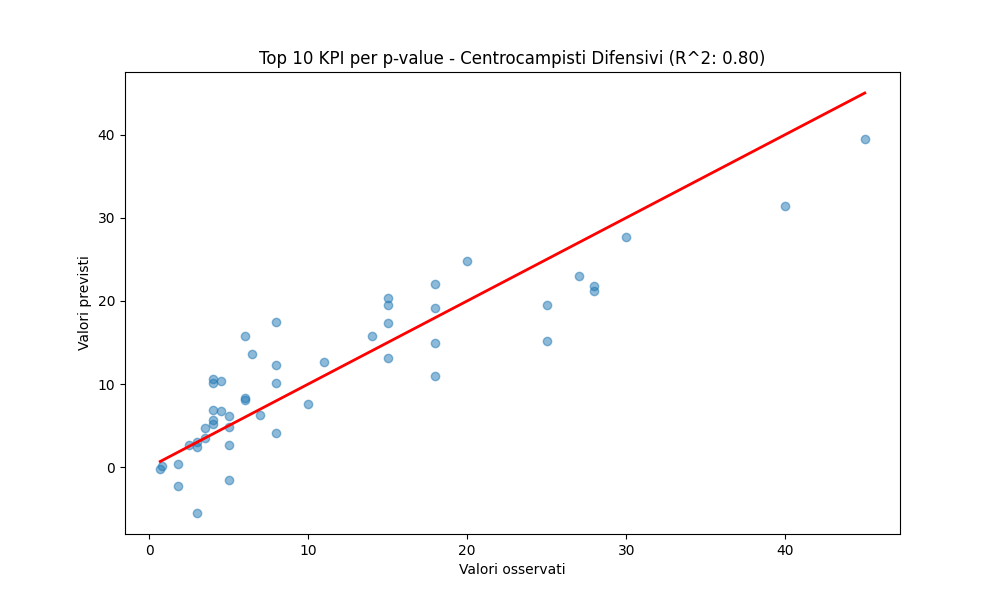 Top 10 KPI per p-value - Centrocampisti Difensivi (R^2: 0.80)
Valori previsti
40
30
20
10
0
0 10 20 30 40
Valori osservati